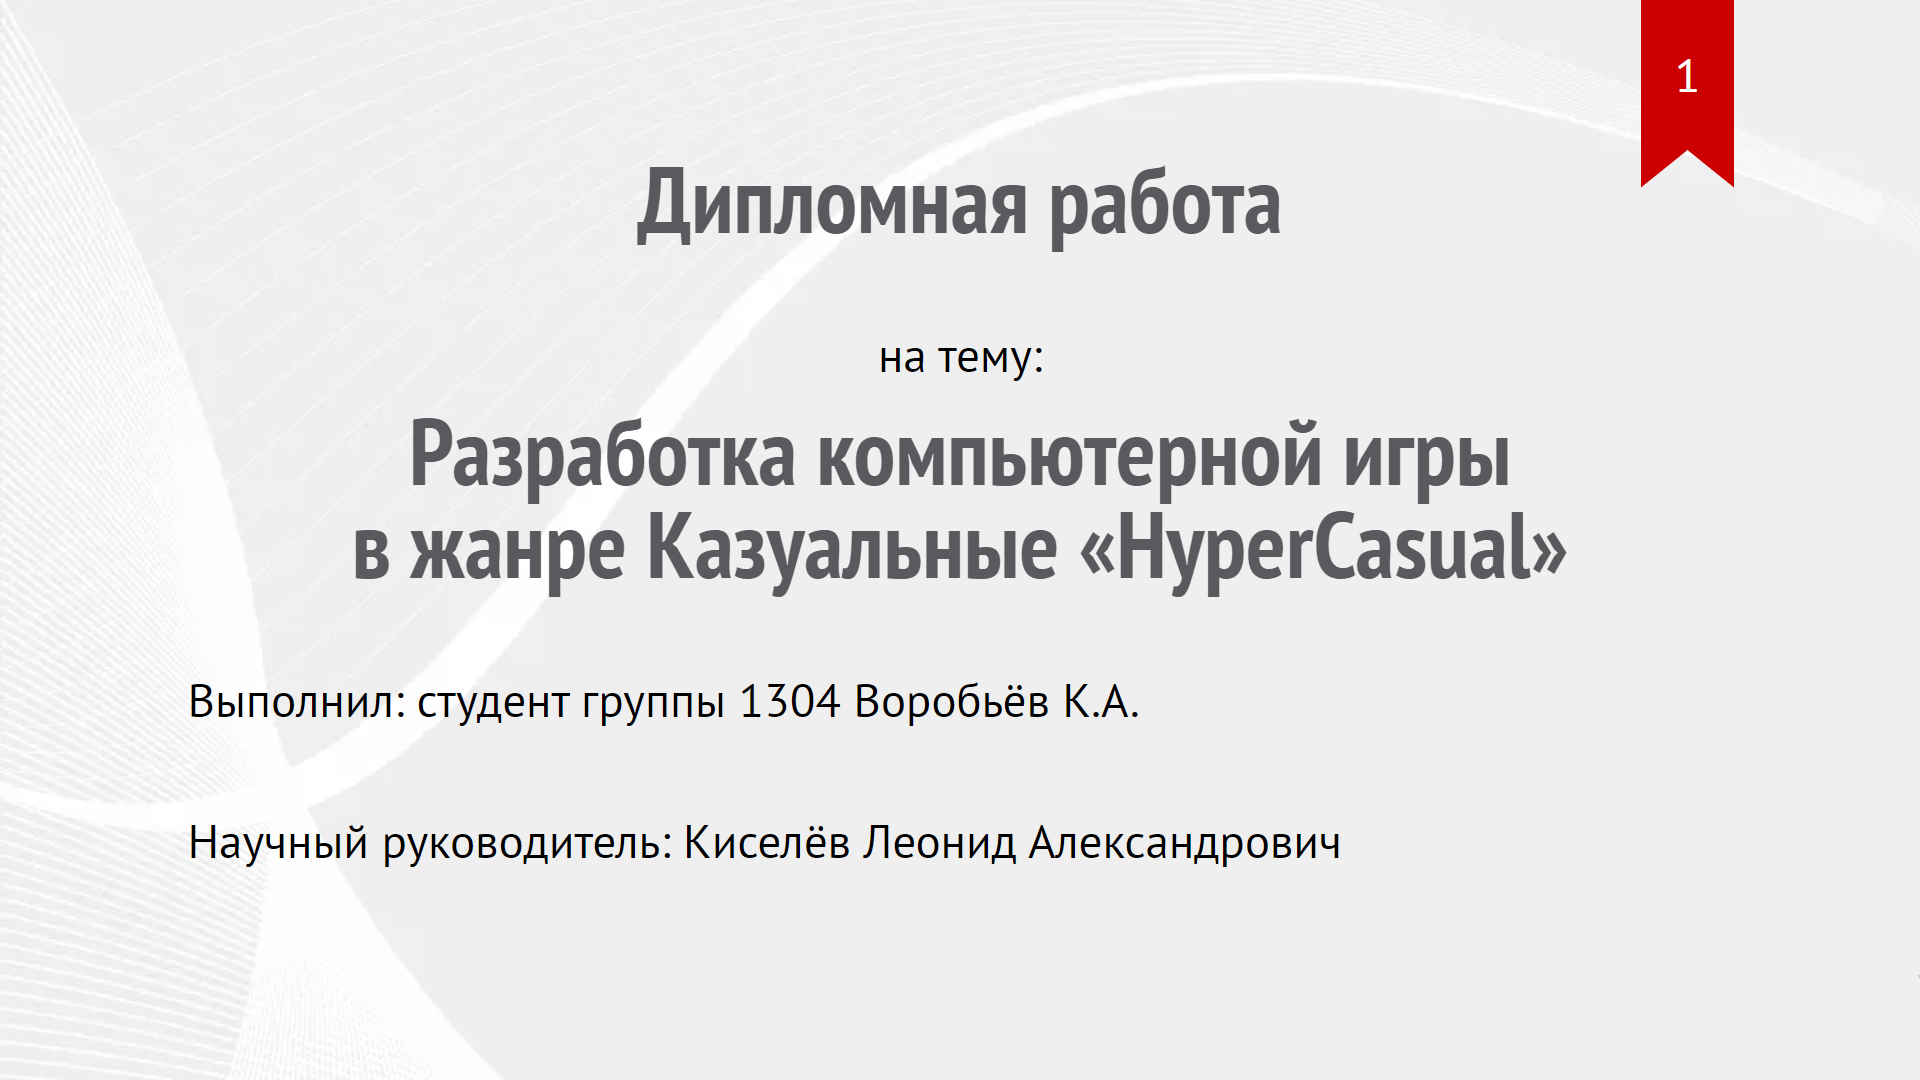 1
Дипломная работа
на тему:
Разработка компьютерной игры
в жанре Казуальные «HyperCasual»
Выполнил: студент группы 1304 Воробьёв К.А.
Научный руководитель: Киселёв Леонид Александрович